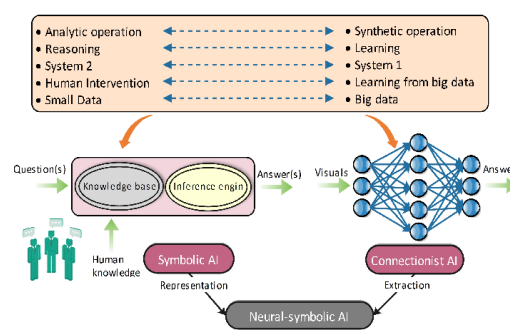 • Analytic operation
• Synthetic operation
• Reasoning
• Learning
• System 2
• System 1
• Human Intervention
• Learning from big data
• Small Data
• Big data
Question(s)
Knowledge base
Inference engin
Answer(s)
Visuals
Answe
Human
knowledge
Symbolic AI
Connectionist AI
Representation
Extraction
Neural-symbolic AI